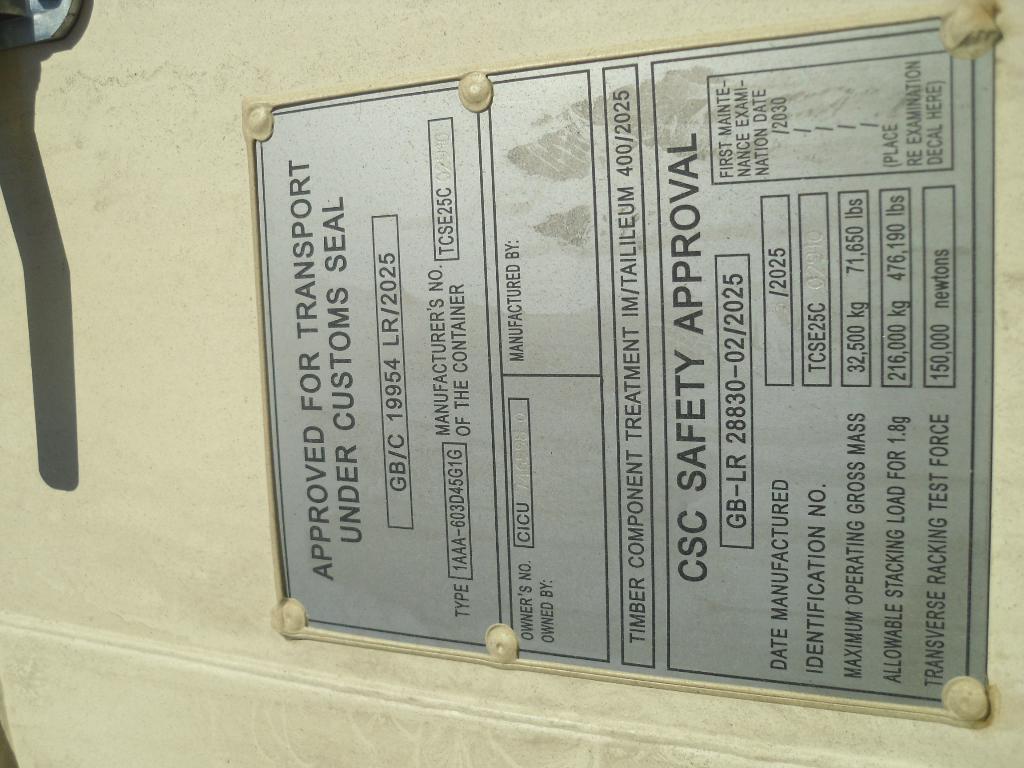 APPROVED FOR TRANSPORT
UNDER CUSTOMS SEAL
GB/C 19954 LR/2025
TYPE 1AAA-603D45G1G MANUFACTURER'S NO. OF THE CONTAINER TCSE25C
OWNER'S NO. CICU
OWNED BY:
MANUFACTURED BY:
TIMBER COMPONENT TREATMENT IM/TAILILEUM 400/2025
CSC SAFETY APPROVAL
GB-LR 28830-02/2025
DATE MANUFACTURED /2025
IDENTIFICATION NO. TCSE25C
MAXIMUM OPERATING GROSS MASS 32,500 kg 71,650 lbs
ALLOWABLE STACKING LOAD FOR 1.8g 216,000 kg 476,190 lbs
TRANSVERSE RACKING TEST FORCE 150,000 newtons
FIRST MAINTE-
NANCE EXAMI-
NATION DATE
/2030
/
/
/
/
(PLACE
RE EXAMINATION
DECAL HERE)